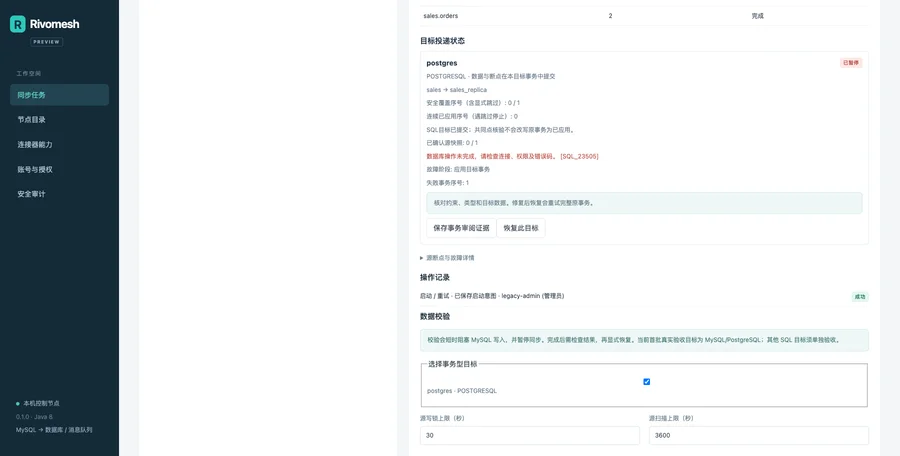 R Rivomesh
PREVIEW
工作空间
同步任务
节点目录
连接器能力
账号与授权
安全审计
本机控制节点
0.1.0 · Java 8.
MySQL → 数据库 / 消息队列
sales.orders 2 完成
目标投递状态
postgres 已暂停
POSTGRESQL · 数据与断点在本目标事务中提交
sales → sales_replica
安全覆盖序号（含显式跳过）: 0 / 1
连续已应用序号（遇跳过停止）: 0
SQL目标已提交；共同点核验不会改写原事务为已应用。
已确认源快照: 0 / 1
数据库操作未完成，请检查连接、权限及错误码。 [SQL_23505]
故障阶段: 应用目标事务
失败事务序号: 1
核对约束、类型和目标数据。修复后恢复会重试完整原事务。
保存事务审阅证据 恢复此目标
▶ 源断点与故障详情
操作记录
启动 / 重试 · 已保存启动意图 · legacy-admin (管理员) 成功
数据校验
校验会短时阻塞 MySQL 写入，并暂停同步。完成后需检查结果，再显式恢复。当前首批真实验收目标为 MySQL/PostgreSQL；其他 SQL 目标须单独验收。
选择事务型目标
postgres · POSTGRESQL
源写锁上限（秒） 源扫描上限（秒）
30 3600